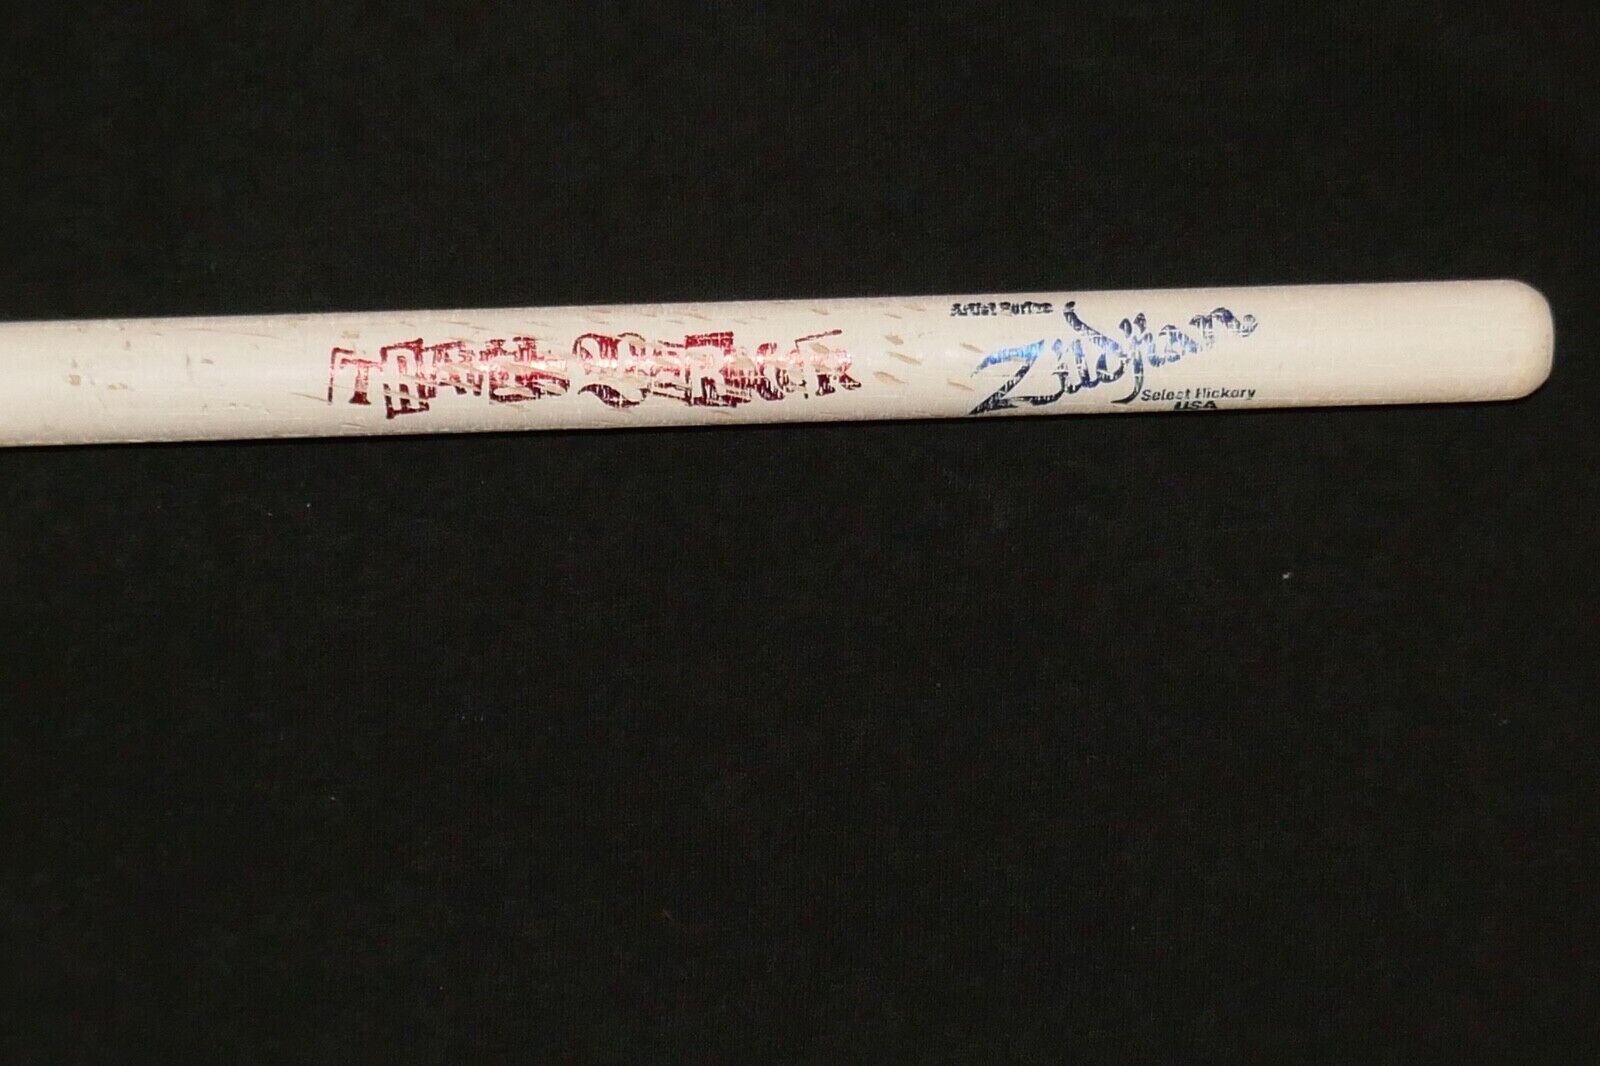 TRAVIS BARKER
Artist Series
Zildjian
Select Hickory
USA